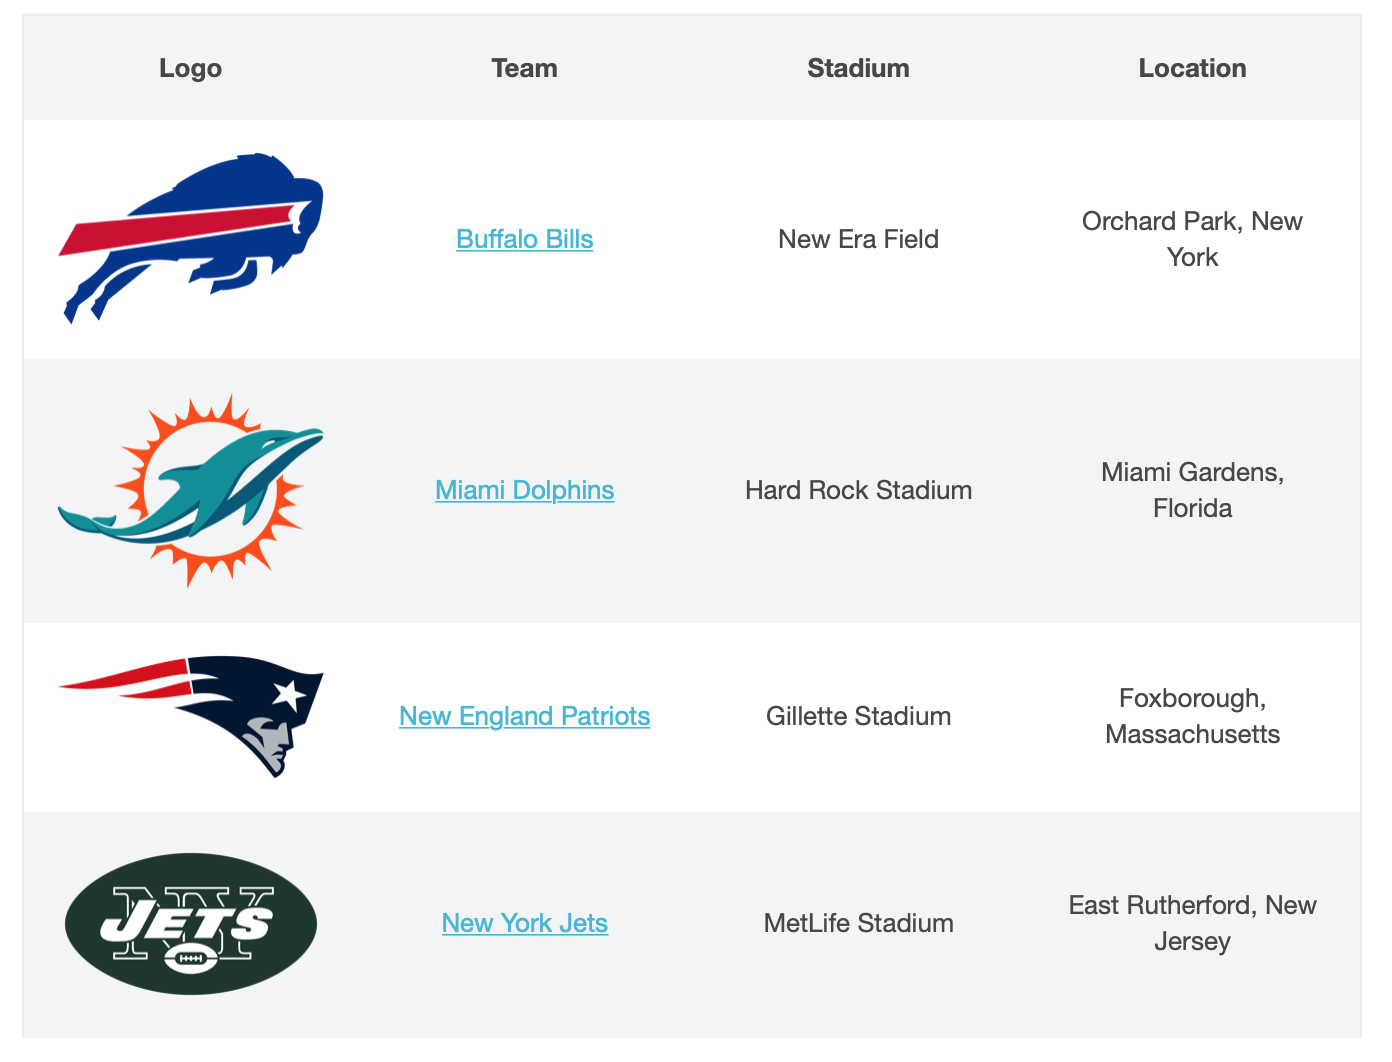 Logo Team Stadium Location
Buffalo Bills New Era Field Orchard Park, New
York
Miami Dolphins Hard Rock Stadium Miami Gardens,
Florida
New England Patriots Gillette Stadium Foxborough,
Massachusetts
NY
JETS
New York Jets MetLife Stadium East Rutherford, New
Jersey